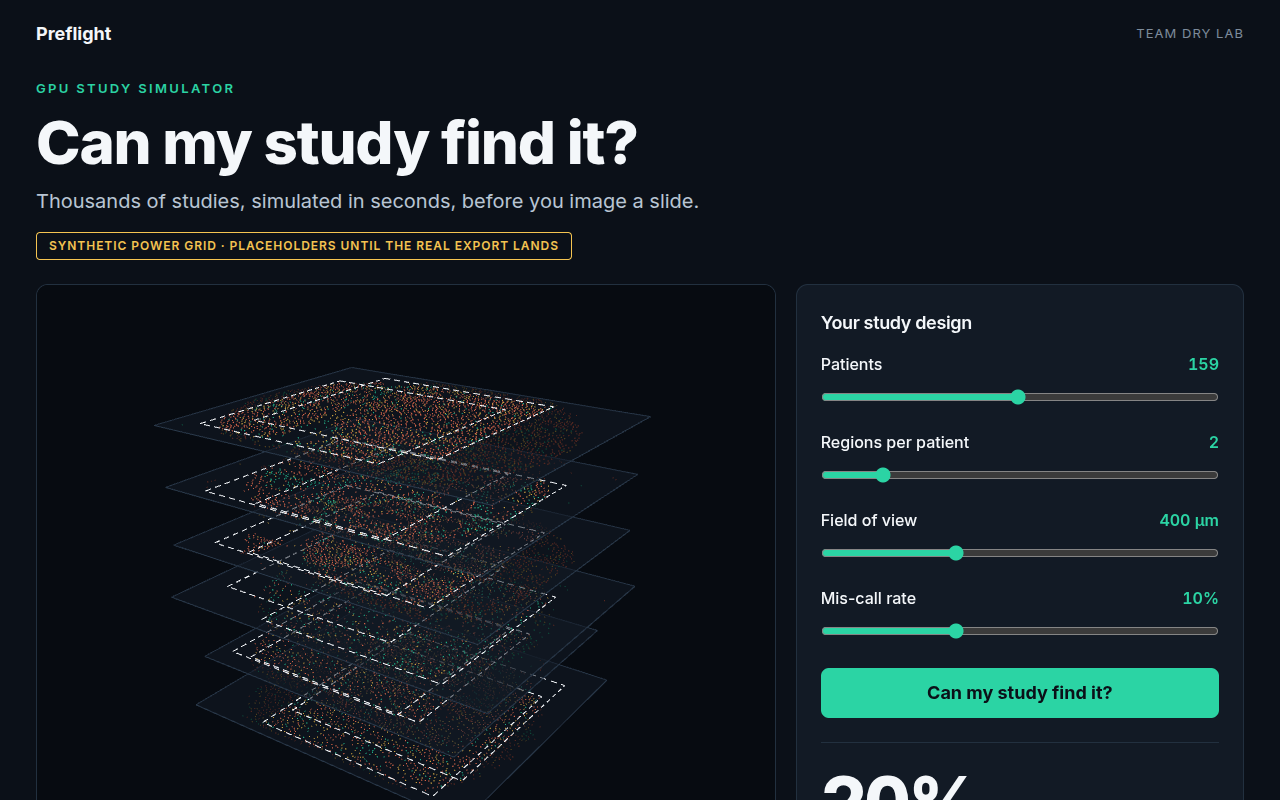 Preflight
TEAM DRY LAB
GPU STUDY SIMULATOR
Can my study find it?
Thousands of studies, simulated in seconds, before you image a slide.
SYNTHETIC POWER GRID · PLACEHOLDERS UNTIL THE REAL EXPORT LANDS
Your study design
Patients 159
Regions per patient 2
Field of view 400 µm
Mis-call rate 10%
Can my study find it?
20%